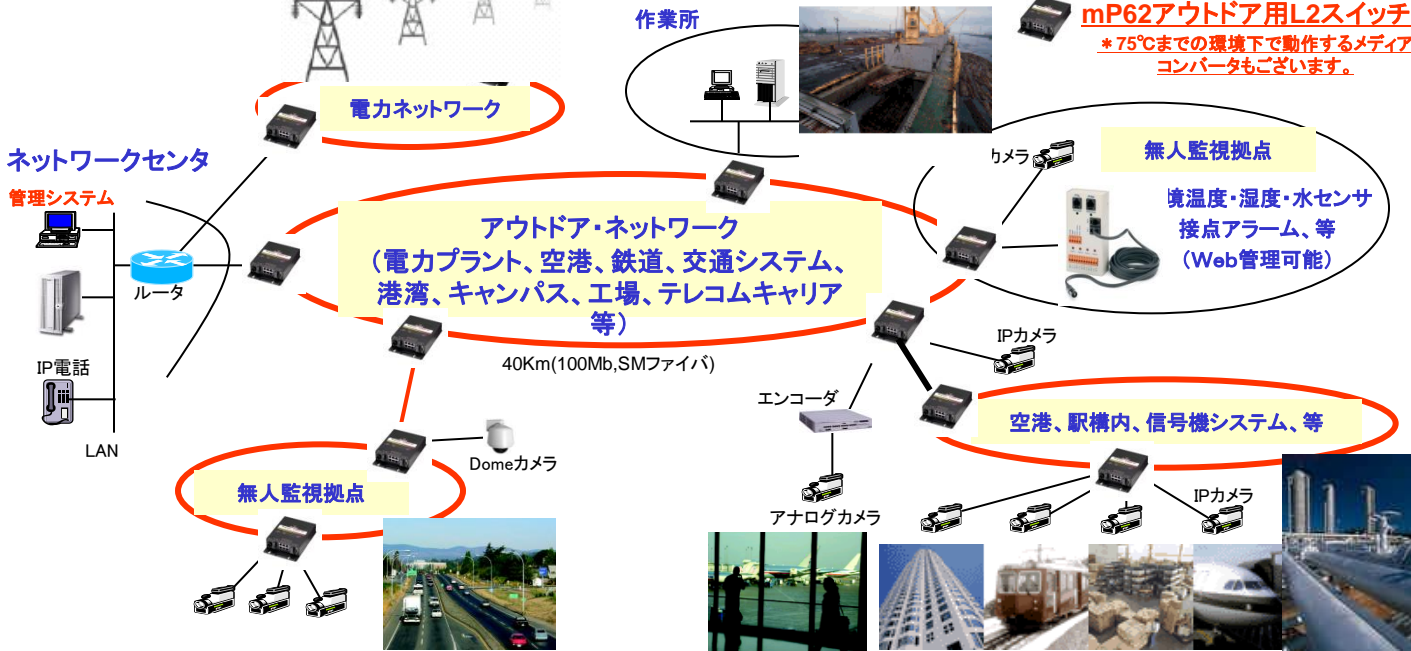 作業所
mP62アウトドア用L2スイッチ
＊75℃までの環境下で動作するメディア
コンバータもございます。
電力ネットワーク
ネットワークセンタ
管理システム
ルータ
IP電話
LAN
アウトドア・ネットワーク
（電力プラント、空港、鉄道、交通システム、
港湾、キャンパス、工場、テレコムキャリア
等）
40Km(100Mb,SMファイバ)
カメラ
無人監視拠点
境温度・湿度・水センサ
接点アラーム、等
（Web管理可能）
IPカメラ
エンコーダ
アナログカメラ
空港、駅構内、信号機システム、等
IPカメラ
Domeカメラ
無人監視拠点